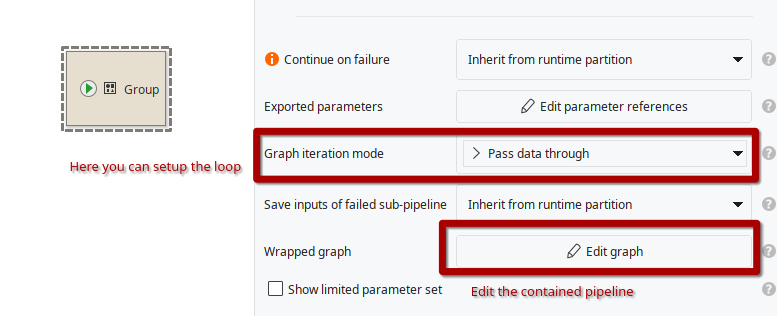 Continue on failure
Inherit from runtime partition
Group
Exported parameters
Edit parameter references
Here you can setup the loop
Graph iteration mode
Pass data through
Save inputs of failed sub-pipeline
Inherit from runtime partition
Wrapped graph
Edit graph
Show limited parameter set
Edit the contained pipeline